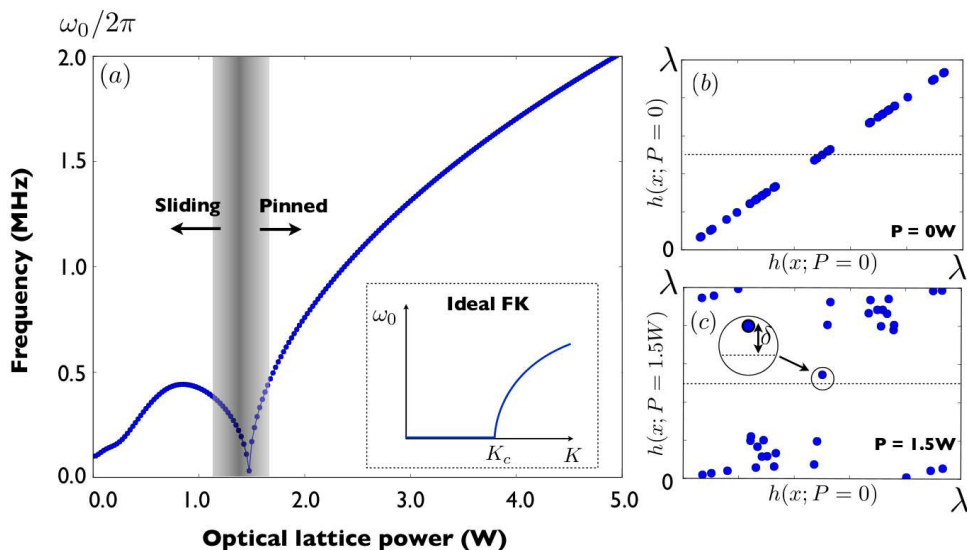 ω₀/2π
(a)
Frequency (MHz)
2.0
1.5
1.0
0.5
0.0
Sliding
Pinned
Ideal FK
ω₀
K_c
K
0.0 1.0 2.0 3.0 4.0 5.0
Optical lattice power (W)
λ
(b)
h(x; P = 0)
P = 0W
0
h(x; P = 0)
λ
λ
(c)
δ
h(x; P = 1.5W)
P = 1.5W
0
h(x; P = 0)
λ